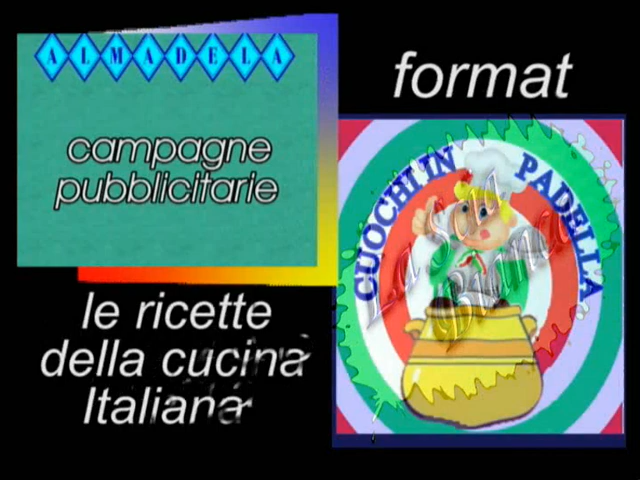 ALMADELA
campagne
pubblicitarie
format
CUOCHI IN PADELLA
le ricette
della cucina
Italiana